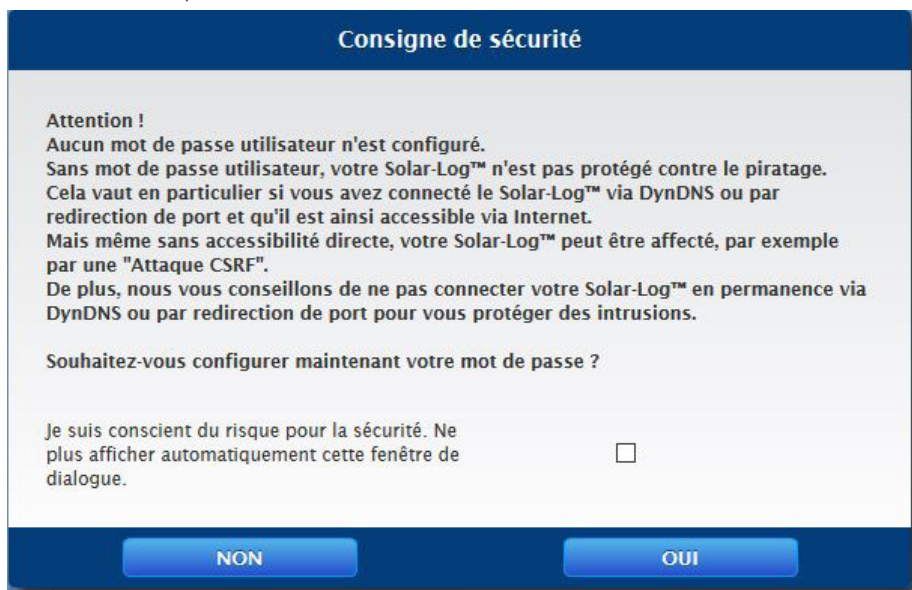 Consigne de sécurité
Attention !
Aucun mot de passe utilisateur n'est configuré.
Sans mot de passe utilisateur, votre Solar-Log™ n'est pas protégé contre le piratage.
Cela vaut en particulier si vous avez connecté le Solar-Log™ via DynDNS ou par
redirection de port et qu'il est ainsi accessible via Internet.
Mais même sans accessibilité directe, votre Solar-Log™ peut être affecté, par exemple
par une "Attaque CSRF".
De plus, nous vous conseillons de ne pas connecter votre Solar-Log™ en permanence via
DynDNS ou par redirection de port pour vous protéger des intrusions.
Souhaitez-vous configurer maintenant votre mot de passe ?
Je suis conscient du risque pour la sécurité. Ne
plus afficher automatiquement cette fenêtre de
dialogue.
NON
OUI